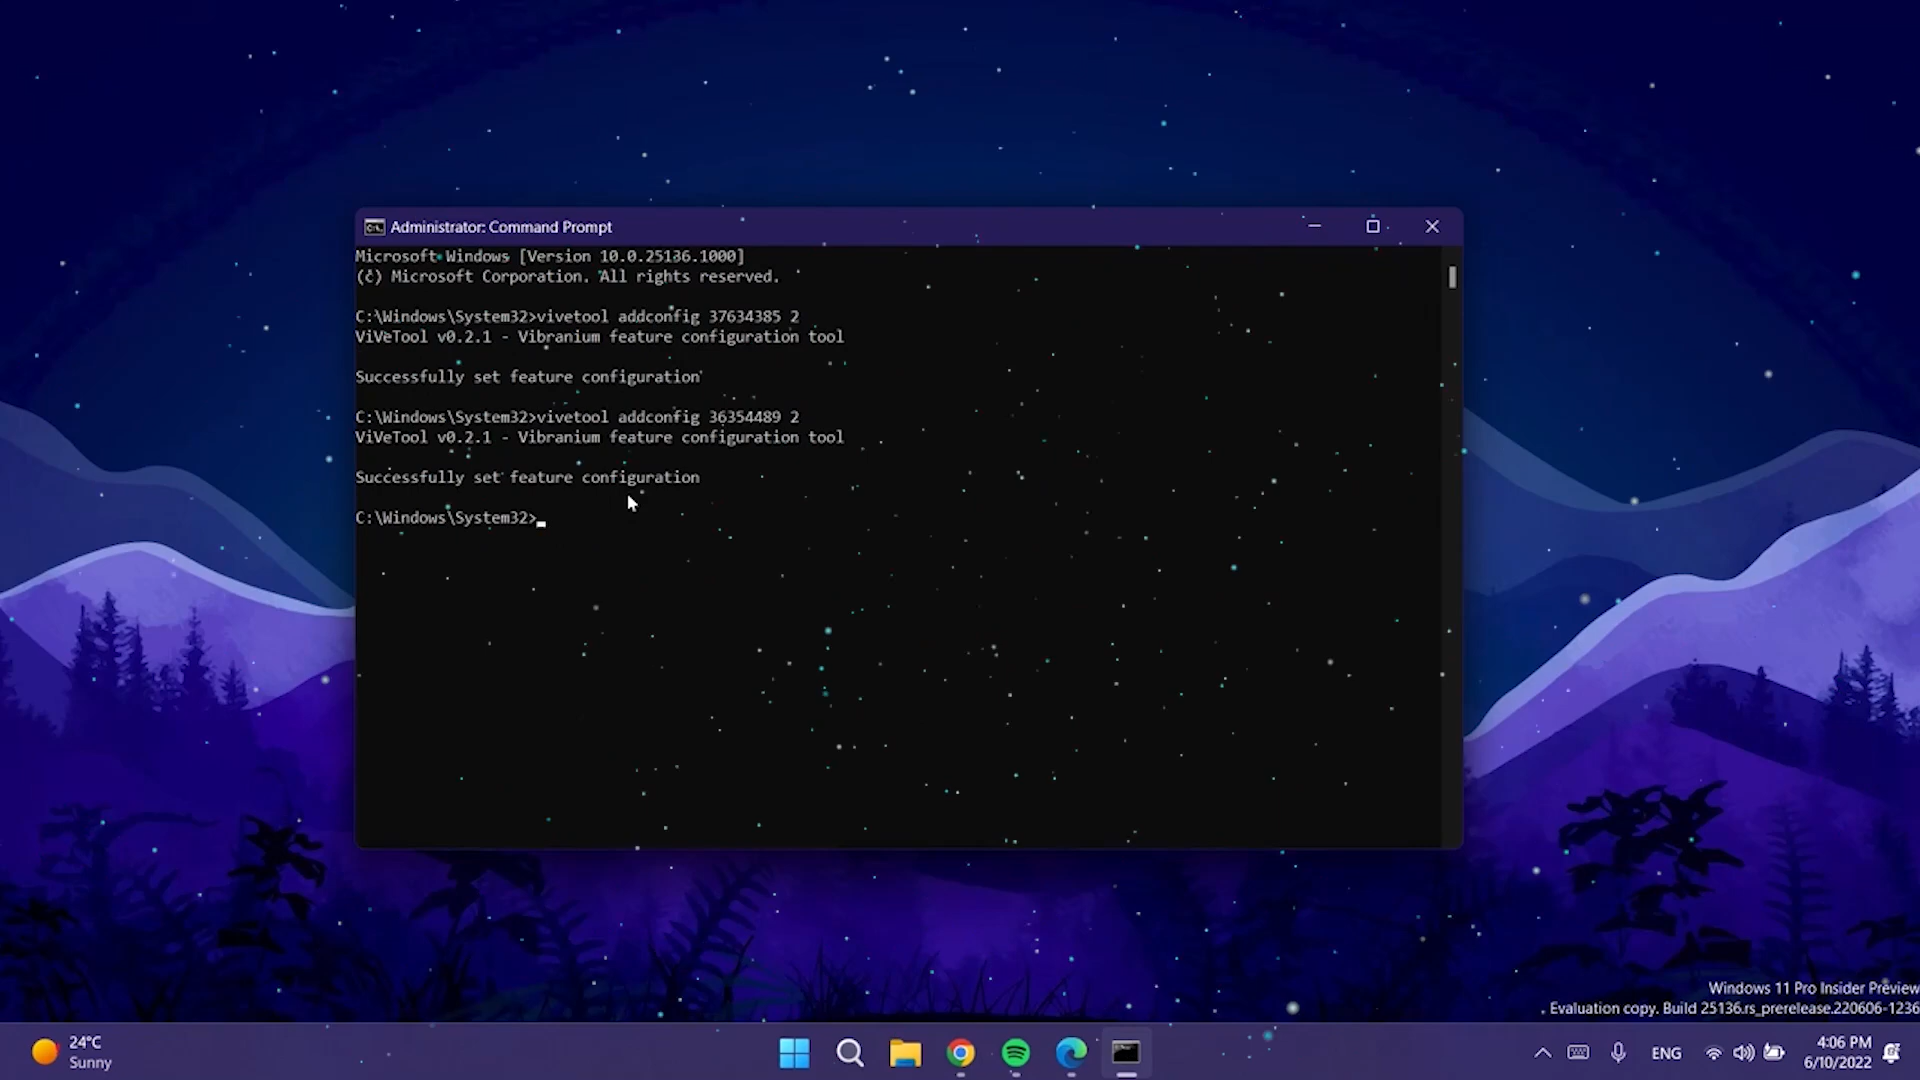 Administrator: Command Prompt
Microsoft Windows [Version 10.0.25136.1000]
(c) Microsoft Corporation. All rights reserved.
C:\Windows\System32>vivetool addconfig 37634385 2
ViVeTool v0.2.1 - Vibranium feature configuration tool
Successfully set feature configuration
C:\Windows\System32>vivetool addconfig 36354489 2
ViVeTool v0.2.1 - Vibranium feature configuration tool
Successfully set feature configuration
C:\Windows\System32>
Windows 11 Pro Insider Preview
Evaluation copy. Build 25136.rs_prerelease.220606-1236
24°C
Sunny
ENG
4:06 PM
6/10/2022